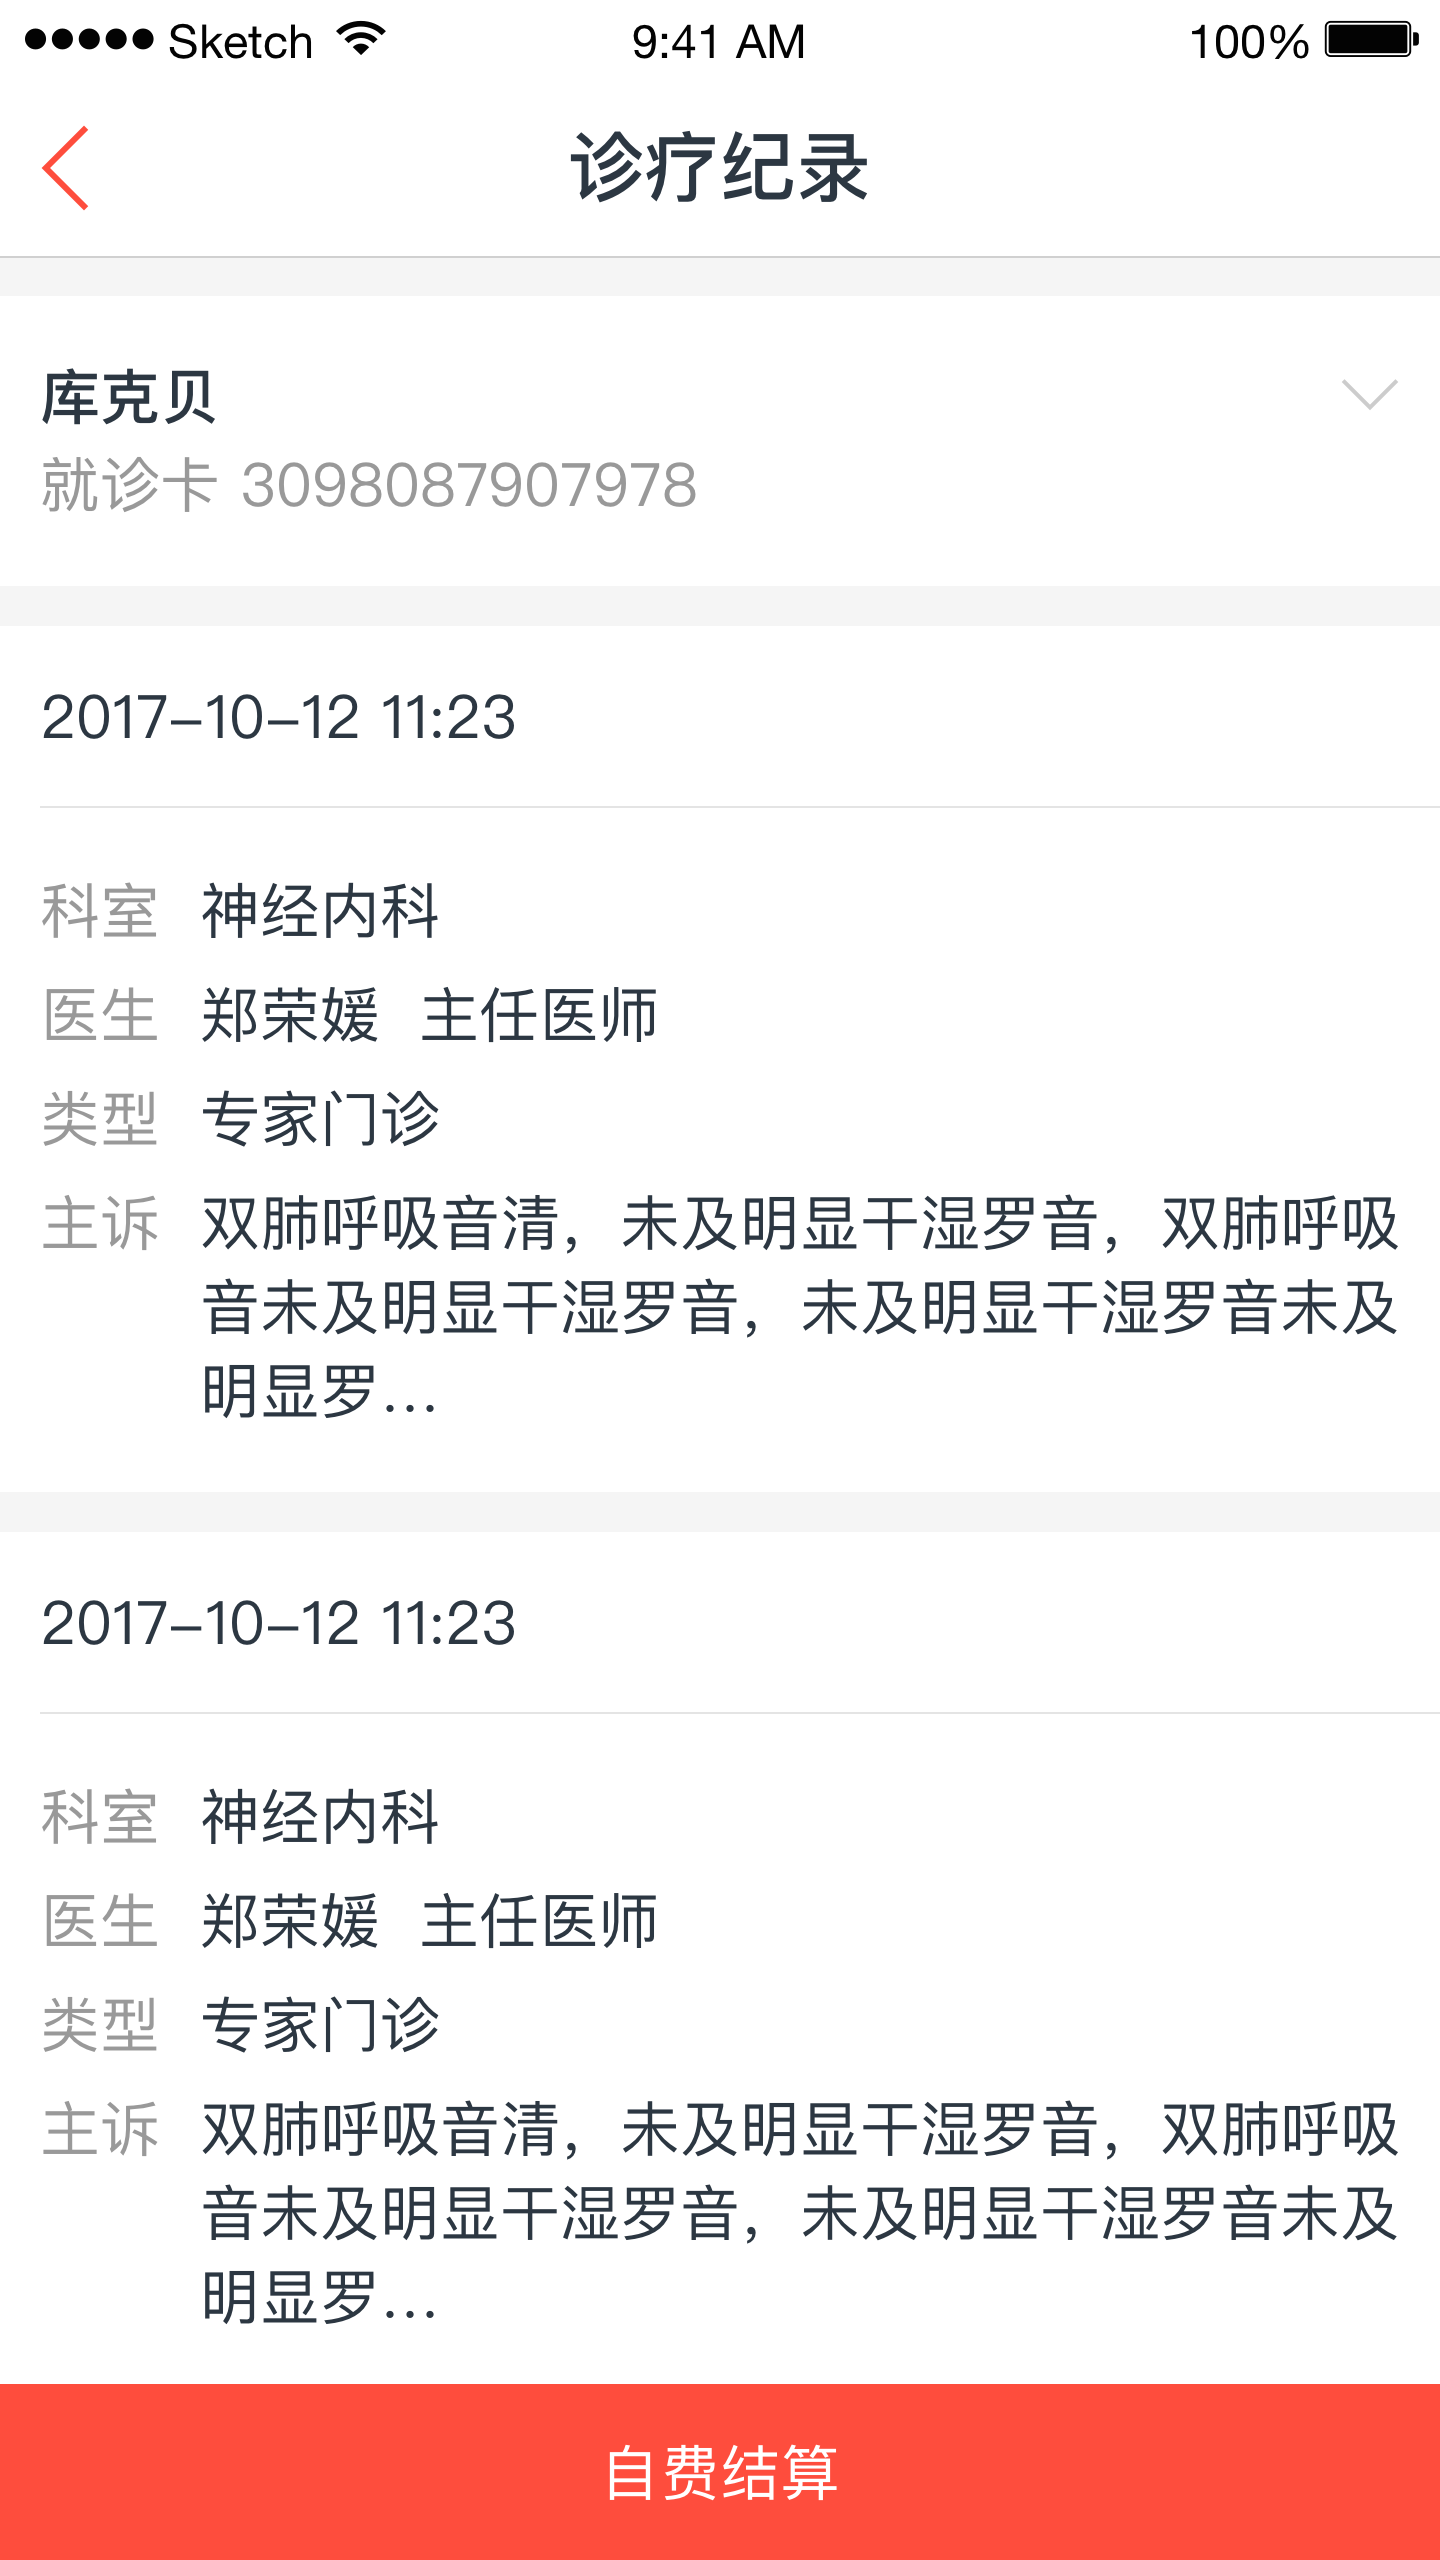 Sketch 9:41 AM 100%
诊疗纪录
库克贝
就诊卡 3098087907978
2017-10-12 11:23
科室 神经内科
医生 郑荣媛 主任医师
类型 专家门诊
主诉 双肺呼吸音清，未及明显干湿罗音，双肺呼吸
音未及明显干湿罗音，未及明显干湿罗音未及
明显罗...
2017-10-12 11:23
科室 神经内科
医生 郑荣媛 主任医师
类型 专家门诊
主诉 双肺呼吸音清，未及明显干湿罗音，双肺呼吸
音未及明显干湿罗音，未及明显干湿罗音未及
明显罗...
自费结算